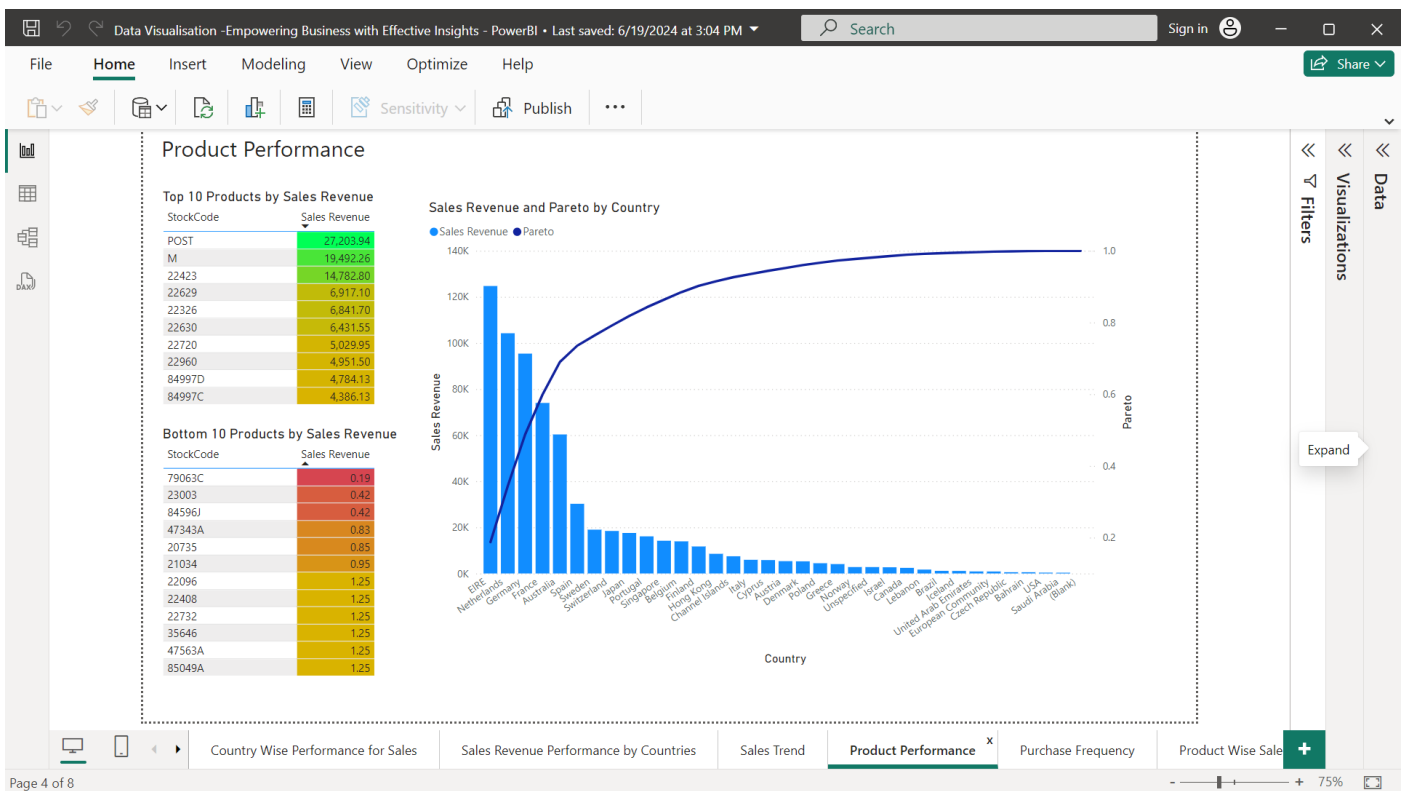 Data Visualisation -Empowering Business with Effective Insights - PowerBI • Last saved: 6/19/2024 at 3:04 PM
Search
Sign in
File Home Insert Modeling View Optimize Help
Share
Sensitivity
Publish
DAX
Product Performance
Top 10 Products by Sales Revenue
StockCode Sales Revenue
POST 27,203.94
M 19,492.26
22423 14,782.80
22629 6,917.10
22326 6,841.70
22630 6,431.55
22720 5,029.95
22960 4,951.50
84997D 4,784.13
84997C 4,386.13
Bottom 10 Products by Sales Revenue
StockCode Sales Revenue
79063C 0.19
23003 0.42
84596J 0.42
47343A 0.83
20735 0.85
21034 0.95
22096 1.25
22408 1.25
22732 1.25
35646 1.25
47563A 1.25
85049A 1.25
Sales Revenue and Pareto by Country
Sales Revenue Pareto
140K
120K
100K
80K
60K
40K
20K
0K
Sales Revenue
1.0
0.8
0.6
0.4
0.2
Pareto
EIRE
Netherlands
Germany
France
Australia
Spain
Sweden
Switzerland
Japan
Portugal
Singapore
Belgium
Finland
Hong Kong
Channel Islands
Italy
Cyprus
Austria
Denmark
Poland
Greece
Norway
Unspecified
Israel
Canada
Lebanon
Brazil
Iceland
United Arab Emirates
European Community
Czech Republic
Bahrain
USA
Saudi Arabia
(Blank)
Country
Filters
Visualizations
Data
Expand
Country Wise Performance for Sales
Sales Revenue Performance by Countries
Sales Trend
Product Performance x
Purchase Frequency
Product Wise Sale
+
Page 4 of 8
- + 75%